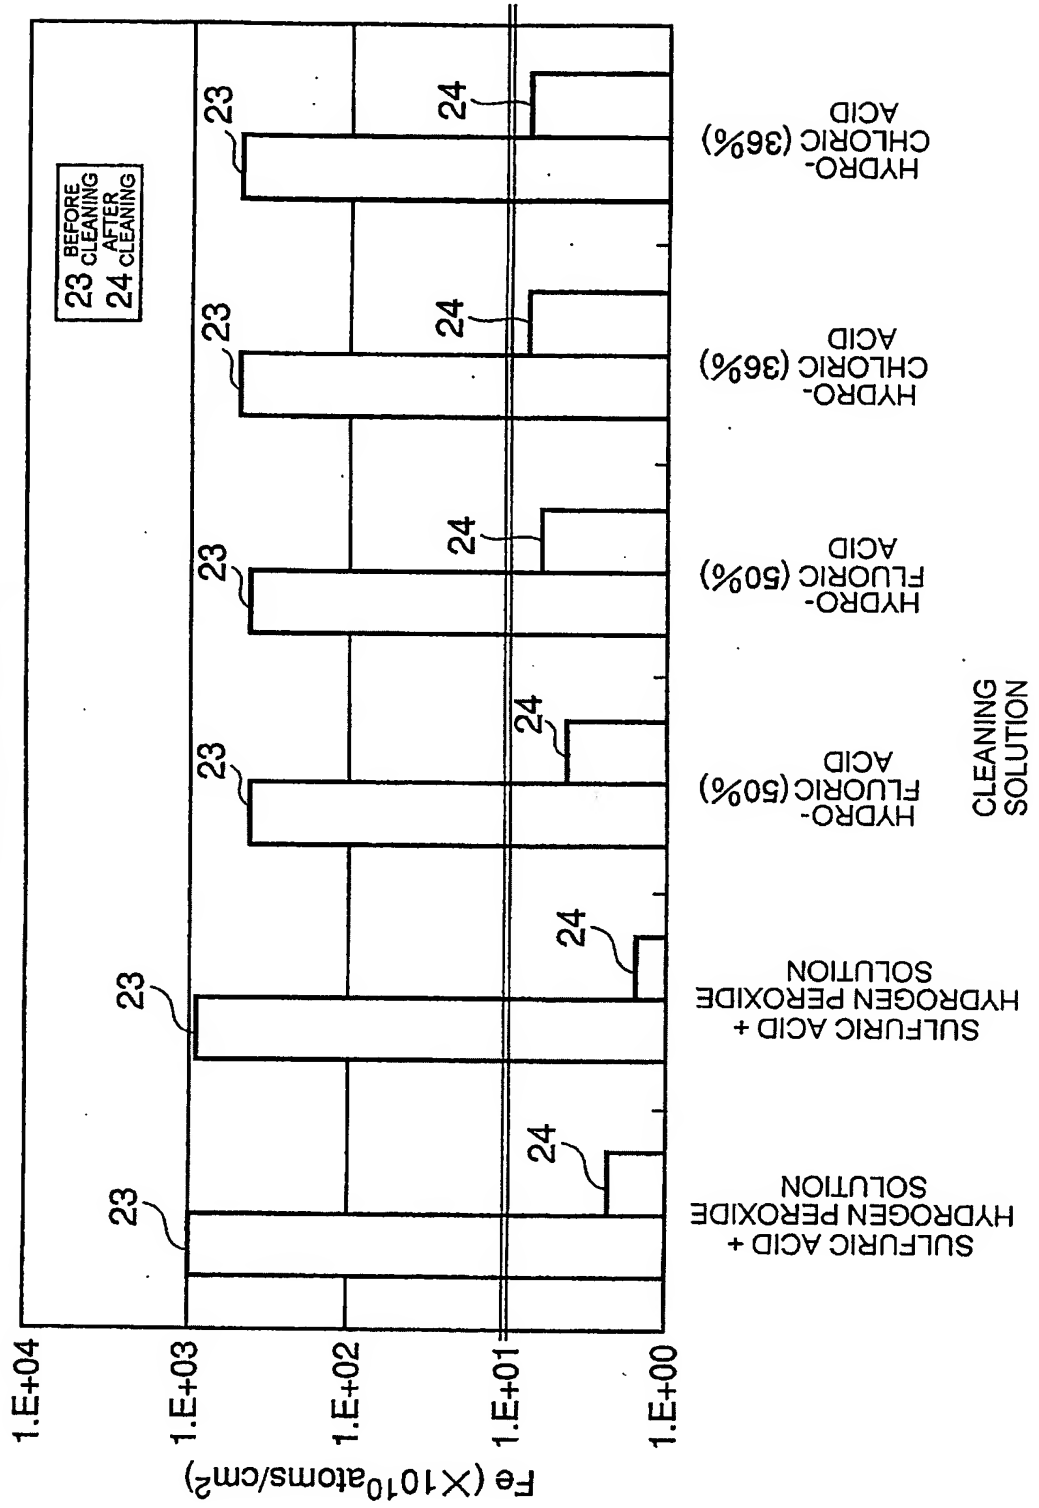 23 BEFORE
CLEANING
24 AFTER
CLEANING
Fe (×10¹⁰atoms/cm²)
1.E+04
1.E+03
1.E+02
1.E+01
1.E+00
23
24
23
24
23
24
23
24
23
24
23
24
SULFURIC ACID +
HYDROGEN PEROXIDE
SOLUTION
SULFURIC ACID +
HYDROGEN PEROXIDE
SOLUTION
HYDRO-
FLUORIC (50%)
ACID
HYDRO-
FLUORIC (50%)
ACID
HYDRO-
CHLORIC (36%)
ACID
HYDRO-
CHLORIC (36%)
ACID
CLEANING
SOLUTION